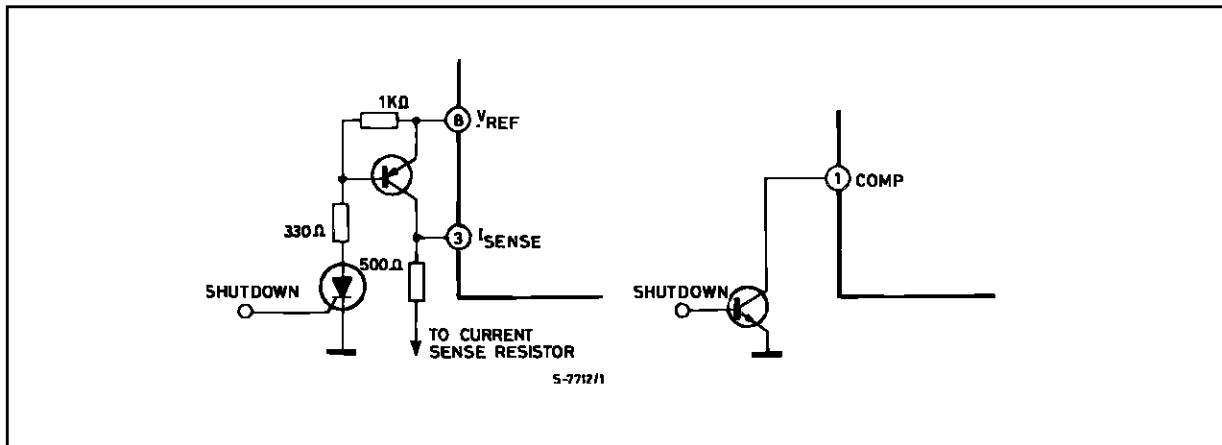 1KΩ
8 VREF
330Ω
3 ISENSE
500Ω
SHUTDOWN
TO CURRENT
SENSE RESISTOR
S-7712/1
1 COMP
SHUTDOWN